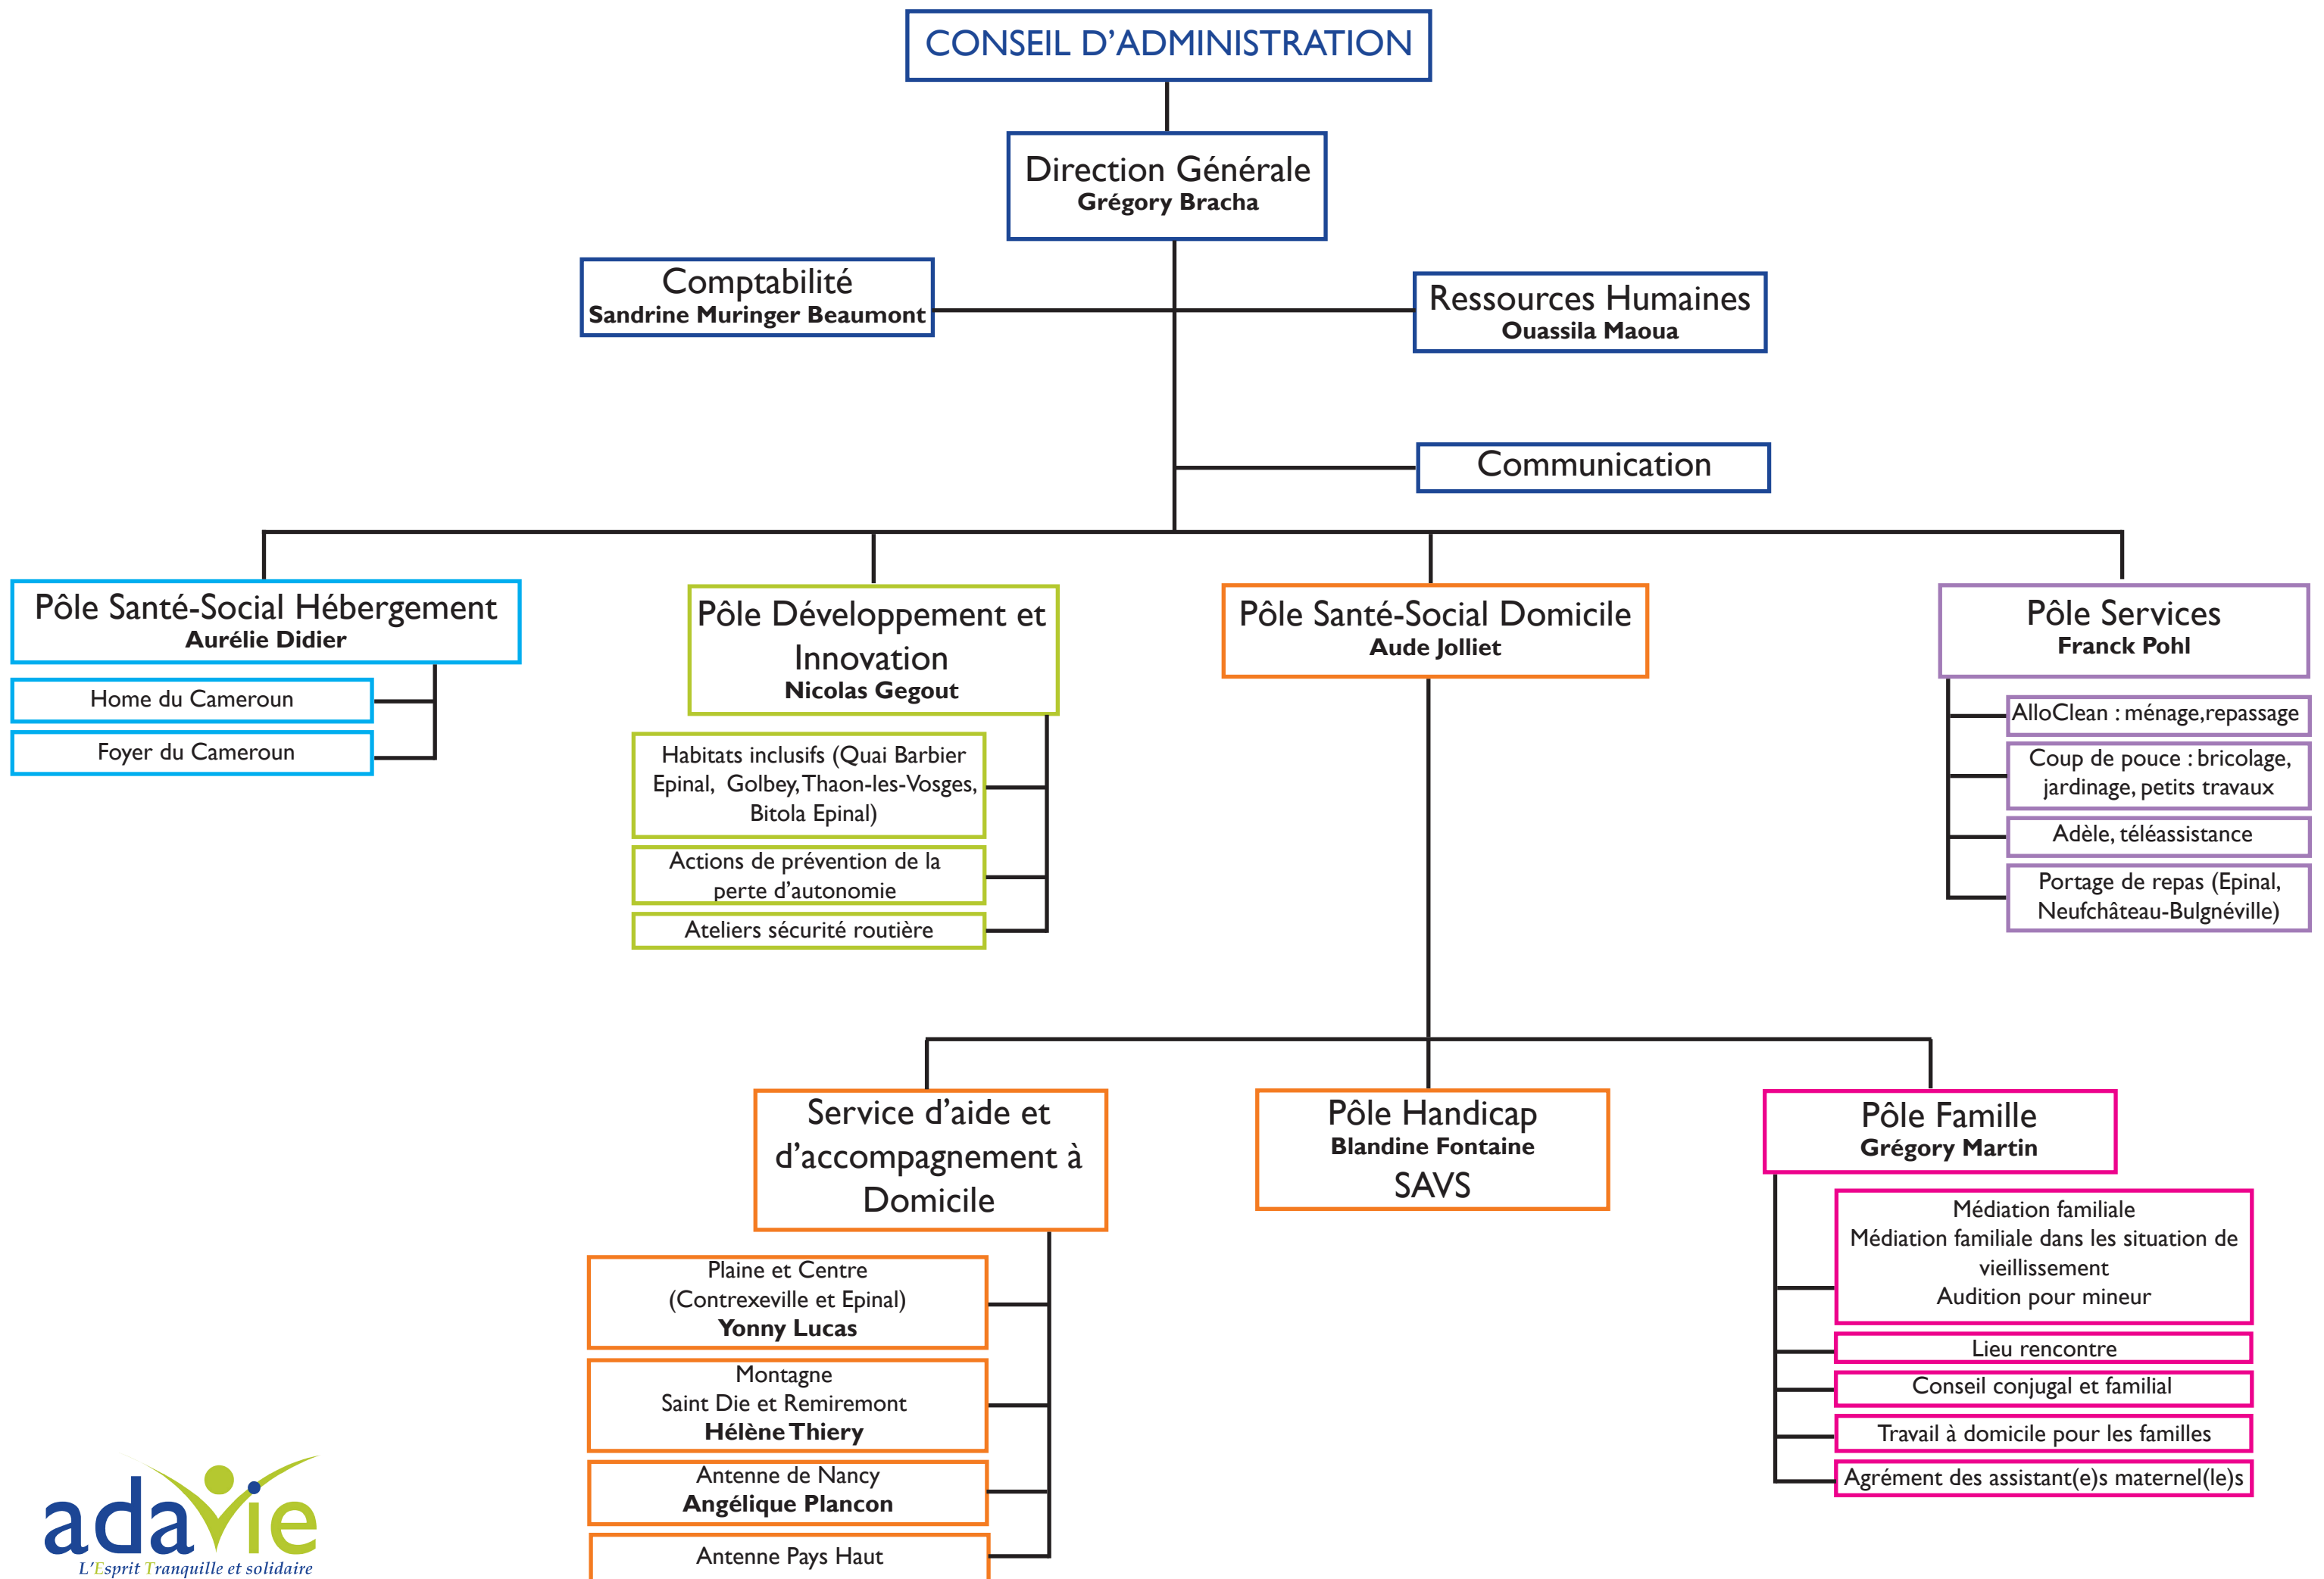 CONSEIL D'ADMINISTRATION
Direction Générale
Grégory Bracha
Comptabilité
Sandrine Muringer Beaumont
Ressources Humaines
Ouassila Maoua
Communication
Pôle Santé-Social Hébergement
Aurélie Didier
Home du Cameroun
Foyer du Cameroun
Pôle Développement et
Innovation
Nicolas Gegout
Habitats inclusifs (Quai Barbier
Epinal, Golbey, Thaon-les-Vosges,
Bitola Epinal)
Actions de prévention de la
perte d'autonomie
Ateliers sécurité routière
Pôle Santé-Social Domicile
Aude Jolliet
Pôle Services
Franck Pohl
AlloClean : ménage,repassage
Coup de pouce : bricolage,
jardinage, petits travaux
Adèle, téléassistance
Portage de repas (Epinal,
Neufchâteau-Bulgnéville)
Service d'aide et
d'accompagnement à
Domicile
Plaine et Centre
(Contrexeville et Epinal)
Yonny Lucas
Montagne
Saint Die et Remiremont
Hélène Thiery
Antenne de Nancy
Angélique Plancon
Antenne Pays Haut
Pôle Handicap
Blandine Fontaine
SAVS
Pôle Famille
Grégory Martin
Médiation familiale
Médiation familiale dans les situation de
vieillissement
Audition pour mineur
Lieu rencontre
Conseil conjugal et familial
Travail à domicile pour les familles
Agrément des assistant(e)s maternel(le)s
adavie
L'Esprit Tranquille et solidaire